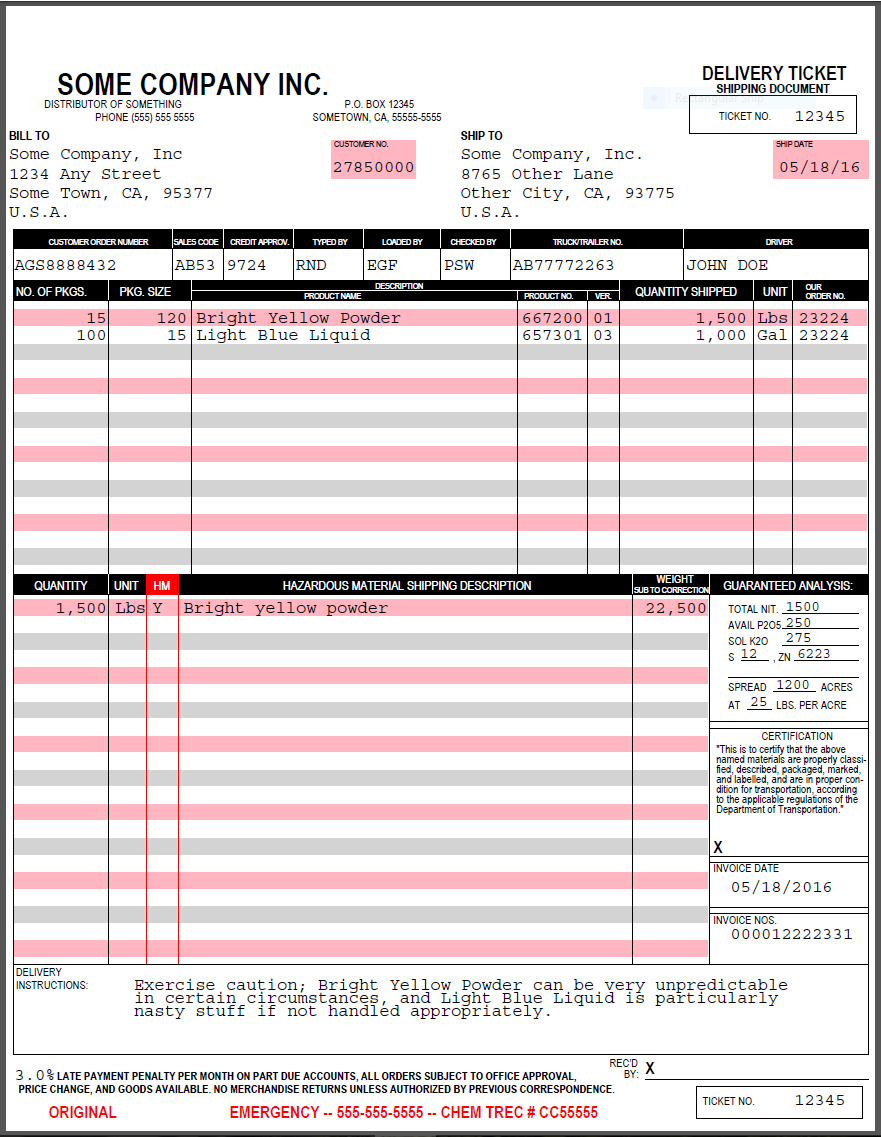 SOME COMPANY INC.
DISTRIBUTOR OF SOMETHING
PHONE (555) 555 5555
P.O. BOX 12345
SOMETOWN, CA, 55555-5555
DELIVERY TICKET
SHIPPING DOCUMENT
Rectangular Snip
TICKET NO. 12345
BILL TO
Some Company, Inc
1234 Any Street
Some Town, CA, 95377
U.S.A.
CUSTOMER NO.
27850000
SHIP TO
Some Company, Inc.
8765 Other Lane
Other City, CA, 93775
U.S.A.
SHIP DATE
05/18/16
CUSTOMER ORDER NUMBER SALES CODE CREDIT APPROV. TYPED BY LOADED BY CHECKED BY TRUCK/TRAILER NO. DRIVER
AGS8888432 AB53 9724 RND EGF PSW AB77772263 JOHN DOE
NO. OF PKGS. PKG. SIZE DESCRIPTION QUANTITY SHIPPED UNIT OUR
PRODUCT NAME PRODUCT NO. VER. ORDER NO.
15 120 Bright Yellow Powder 667200 01 1,500 Lbs 23224
100 15 Light Blue Liquid 657301 03 1,000 Gal 23224
QUANTITY UNIT HM HAZARDOUS MATERIAL SHIPPING DESCRIPTION WEIGHT
SUB TO CORRECTION
1,500 Lbs Y Bright yellow powder 22,500
GUARANTEED ANALYSIS:
TOTAL NIT. 1500
AVAIL P2O5 250
SOL K2O 275
S 12 , ZN 6223
SPREAD 1200 ACRES
AT 25 LBS. PER ACRE
CERTIFICATION
"This is to certify that the above
named materials are properly classi-
fied, described, packaged, marked,
and labelled, and are in proper con-
dition for transportation, according
to the applicable regulations of the
Department of Transportation."
X
INVOICE DATE
05/18/2016
INVOICE NOS.
000012222331
DELIVERY
INSTRUCTIONS:
Exercise caution; Bright Yellow Powder can be very unpredictable
in certain circumstances, and Light Blue Liquid is particularly
nasty stuff if not handled appropriately.
3.0% LATE PAYMENT PENALTY PER MONTH ON PART DUE ACCOUNTS, ALL ORDERS SUBJECT TO OFFICE APPROVAL,
PRICE CHANGE, AND GOODS AVAILABLE. NO MERCHANDISE RETURNS UNLESS AUTHORIZED BY PREVIOUS CORRESPONDENCE.
REC'D
BY: X
ORIGINAL EMERGENCY -- 555-555-5555 -- CHEM TREC # CC55555
TICKET NO. 12345